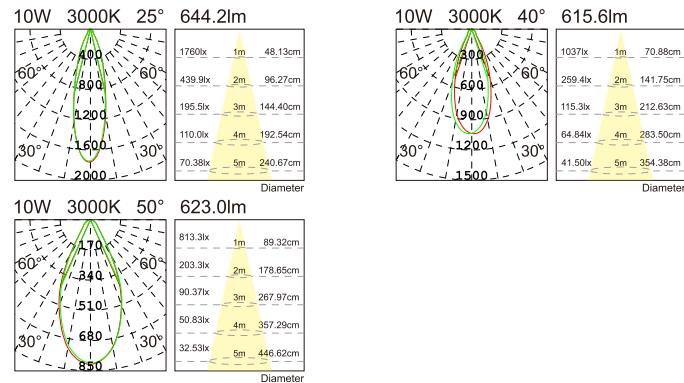 10W 3000K 25° 644.2lm
400
800
1200
1600
2000
60° 60°
30° 30°
1760lx 1m 48.13cm
439.9lx 2m 96.27cm
195.5lx 3m 144.40cm
110.0lx 4m 192.54cm
70.38lx 5m 240.67cm
Diameter
10W 3000K 40° 615.6lm
300
600
900
1200
1500
60° 60°
30° 30°
1037lx 1m 70.88cm
259.4lx 2m 141.75cm
115.3lx 3m 212.63cm
64.84lx 4m 283.50cm
41.50lx 5m 354.38cm
Diameter
10W 3000K 50° 623.0lm
170
340
510
680
850
60° 60°
30° 30°
813.3lx 1m 89.32cm
203.3lx 2m 178.65cm
90.37lx 3m 267.97cm
50.83lx 4m 357.29cm
32.53lx 5m 446.62cm
Diameter